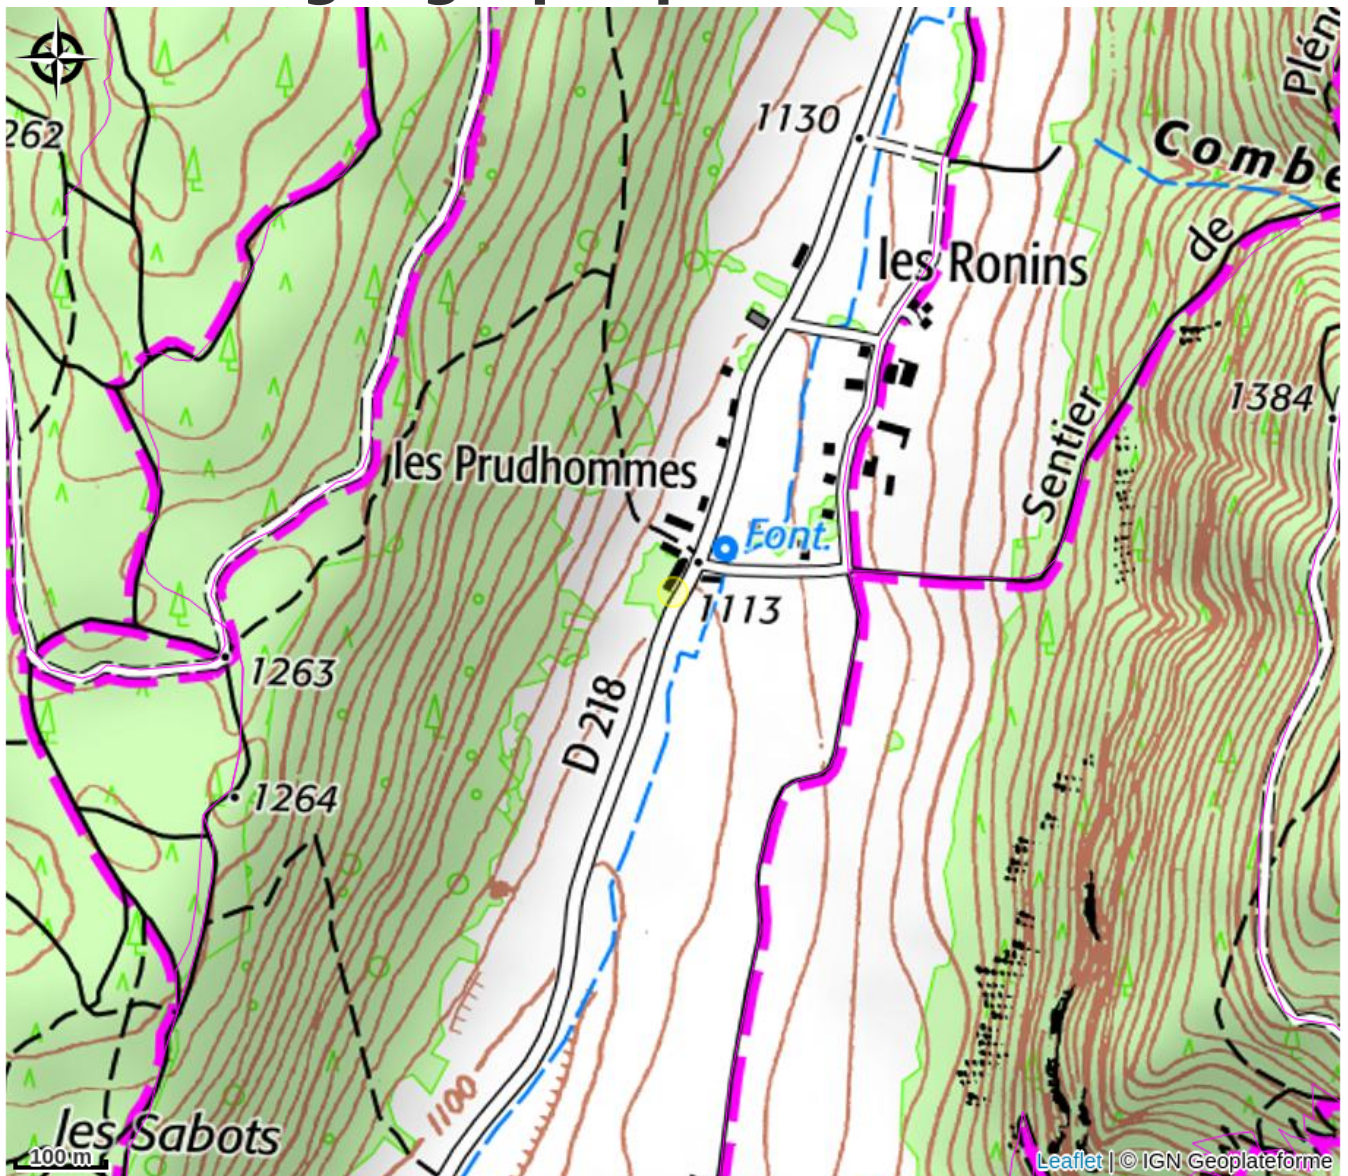 1130
Plén
262
Combe
de
les Ronins
Sentier
1384
les Prudhommes
Font.
1113
1263
D 218
1264
1100
les Sabots
100 m
Leaflet | © IGN Geoplateforme